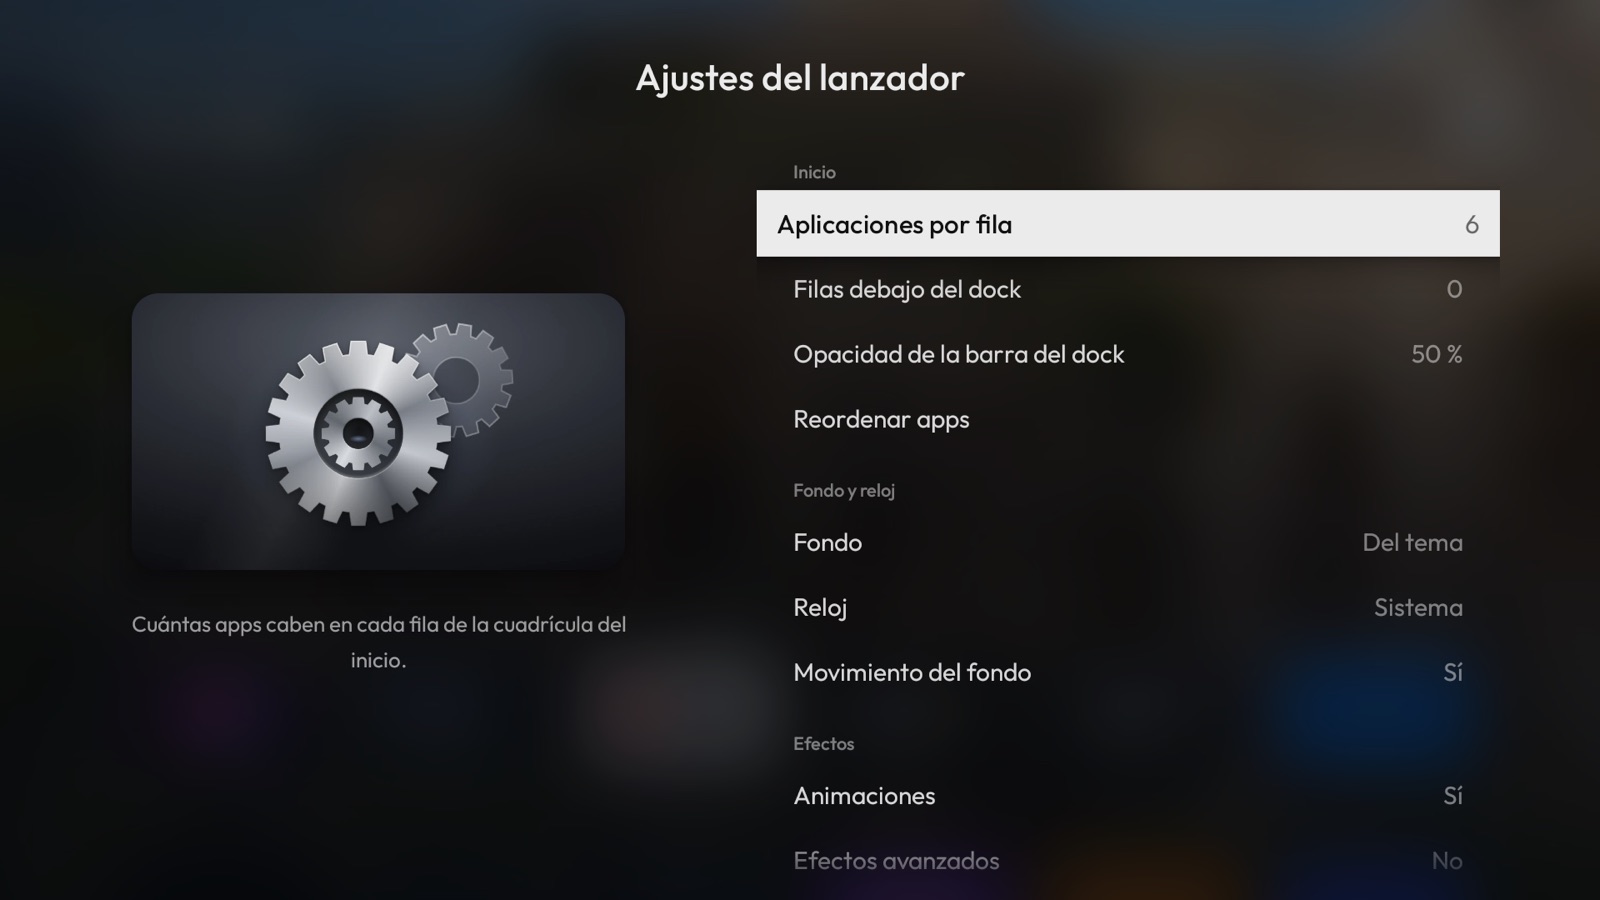 Ajustes del lanzador
Inicio
Aplicaciones por fila 6
Filas debajo del dock 0
Opacidad de la barra del dock 50 %
Reordenar apps
Fondo y reloj
Fondo Del tema
Reloj Sistema
Movimiento del fondo Sí
Efectos
Animaciones Sí
Efectos avanzados No
Cuántas apps caben en cada fila de la cuadrícula del
inicio.